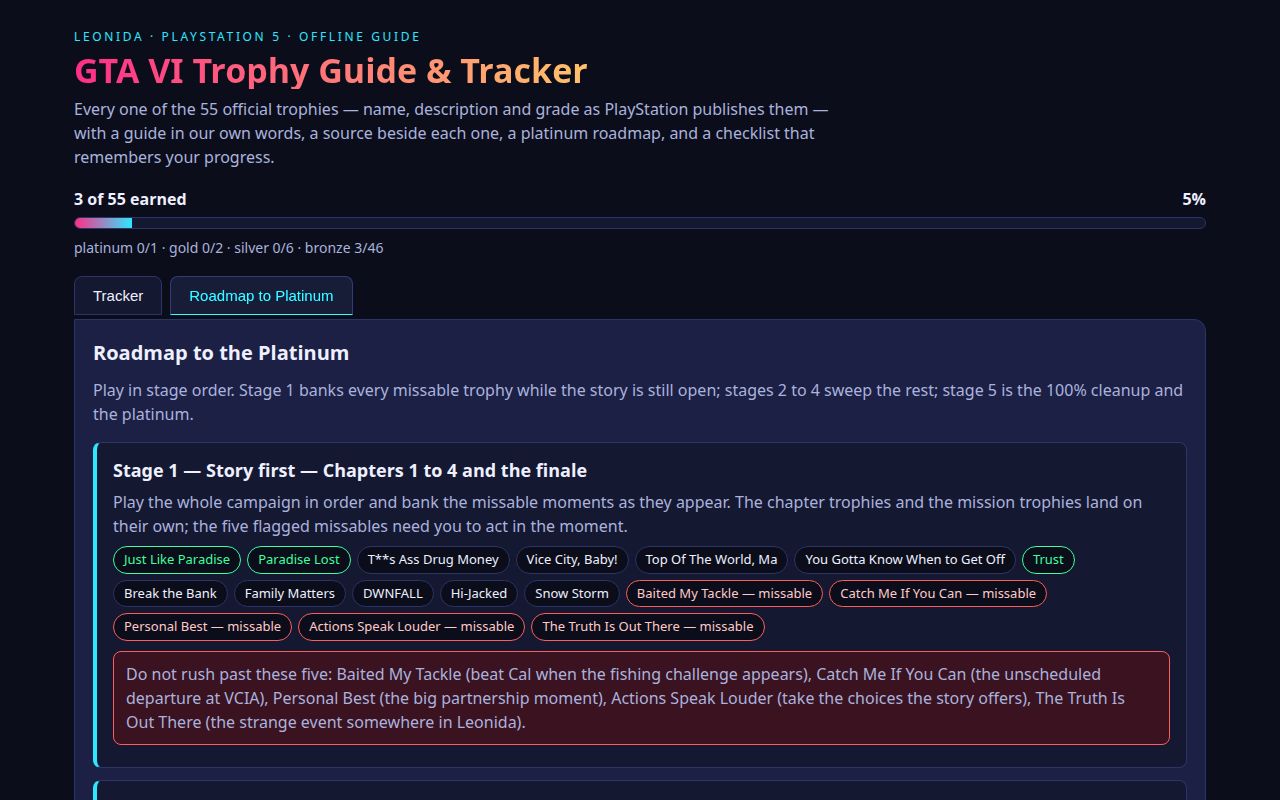 LEONIDA · PLAYSTATION 5 · OFFLINE GUIDE
GTA VI Trophy Guide & Tracker
Every one of the 55 official trophies — name, description and grade as PlayStation publishes them —
with a guide in our own words, a source beside each one, a platinum roadmap, and a checklist that
remembers your progress.
3 of 55 earned 5%
platinum 0/1 · gold 0/2 · silver 0/6 · bronze 3/46
Tracker Roadmap to Platinum
Roadmap to the Platinum
Play in stage order. Stage 1 banks every missable trophy while the story is still open; stages 2 to 4 sweep the rest; stage 5 is the 100% cleanup and
the platinum.
Stage 1 — Story first — Chapters 1 to 4 and the finale
Play the whole campaign in order and bank the missable moments as they appear. The chapter trophies and the mission trophies land on
their own; the five flagged missables need you to act in the moment.
Just Like Paradise Paradise Lost T**s Ass Drug Money Vice City, Baby! Top Of The World, Ma You Gotta Know When to Get Off Trust
Break the Bank Family Matters DWNFALL Hi-Jacked Snow Storm Baited My Tackle — missable Catch Me If You Can — missable
Personal Best — missable Actions Speak Louder — missable The Truth Is Out There — missable
Do not rush past these five: Baited My Tackle (beat Cal when the fishing challenge appears), Catch Me If You Can (the unscheduled
departure at VCIA), Personal Best (the big partnership moment), Actions Speak Louder (take the choices the story offers), The Truth Is
Out There (the strange event somewhere in Leonida).